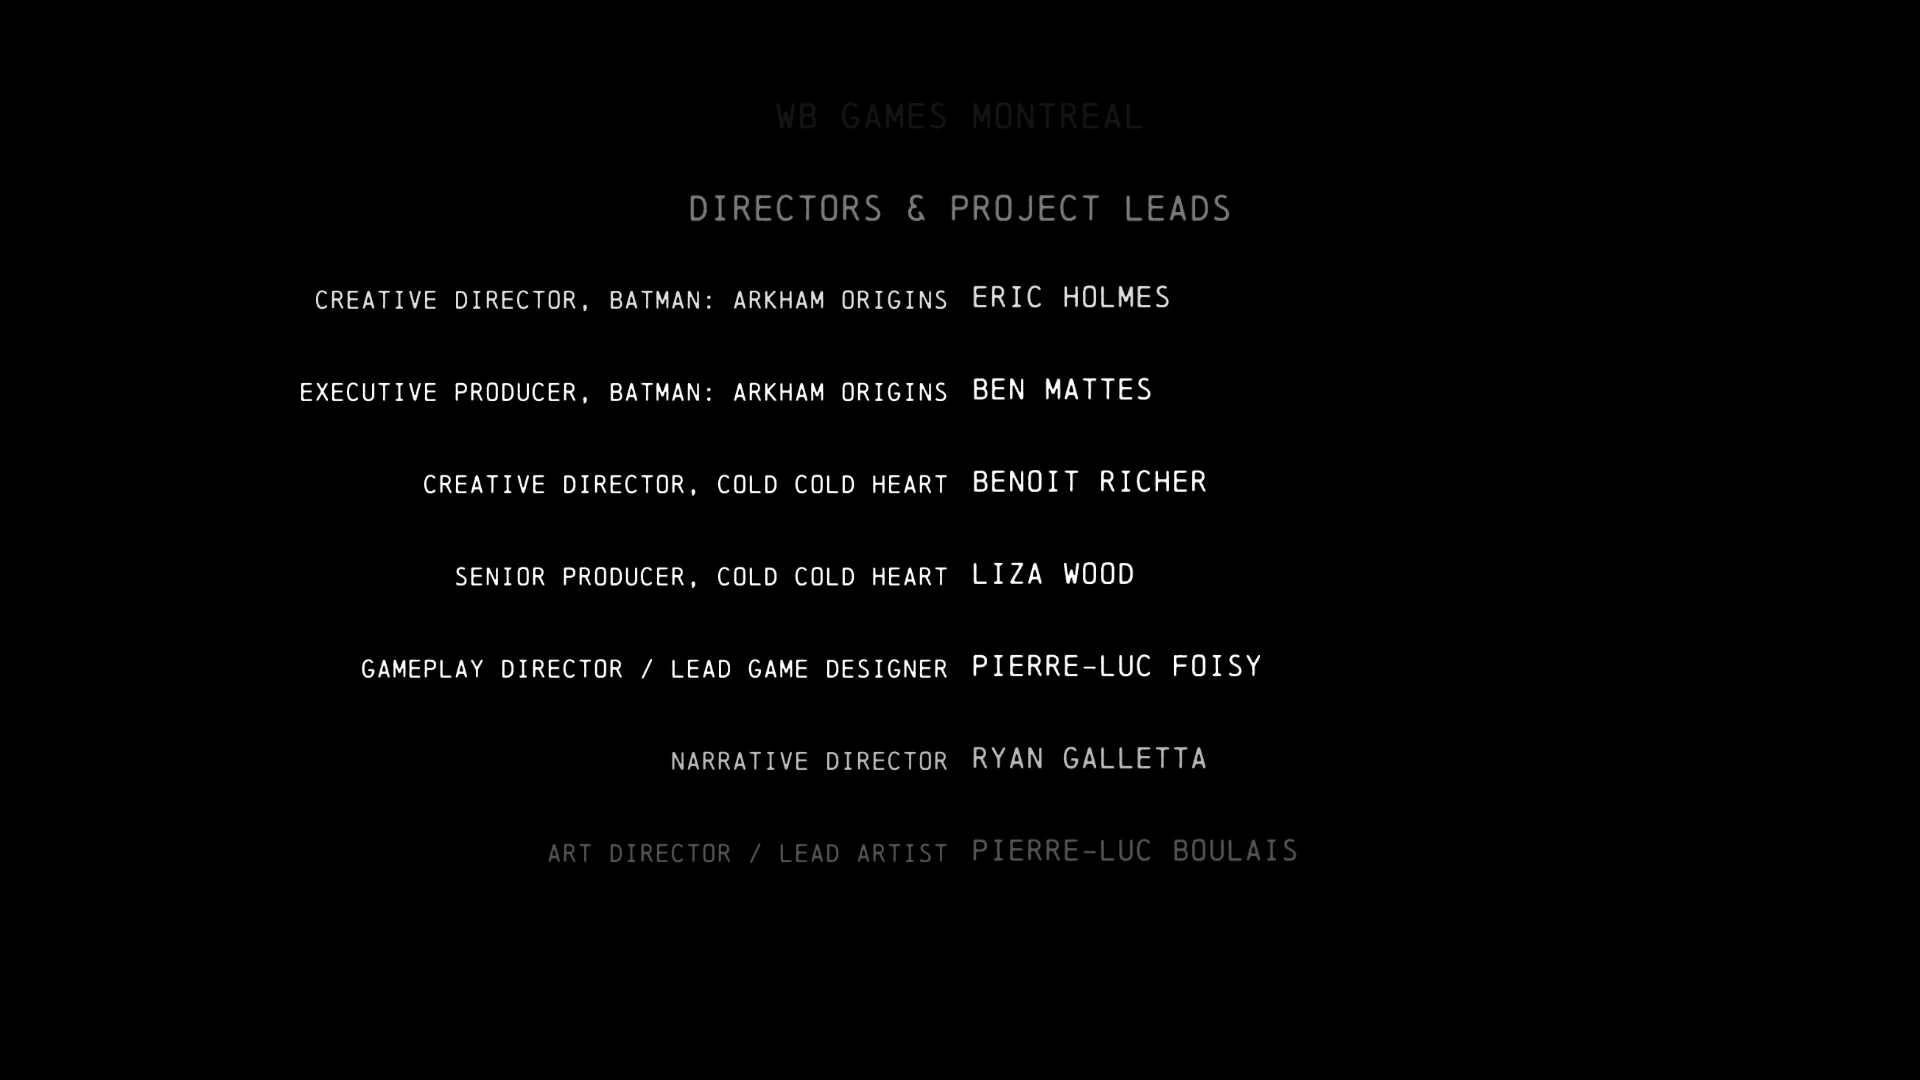 WB GAMES MONTREAL
DIRECTORS & PROJECT LEADS
CREATIVE DIRECTOR, BATMAN: ARKHAM ORIGINS ERIC HOLMES
EXECUTIVE PRODUCER, BATMAN: ARKHAM ORIGINS BEN MATTES
CREATIVE DIRECTOR, COLD COLD HEART BENOIT RICHER
SENIOR PRODUCER, COLD COLD HEART LIZA WOOD
GAMEPLAY DIRECTOR / LEAD GAME DESIGNER PIERRE-LUC FOISY
NARRATIVE DIRECTOR RYAN GALLETTA
ART DIRECTOR / LEAD ARTIST PIERRE-LUC BOULAIS